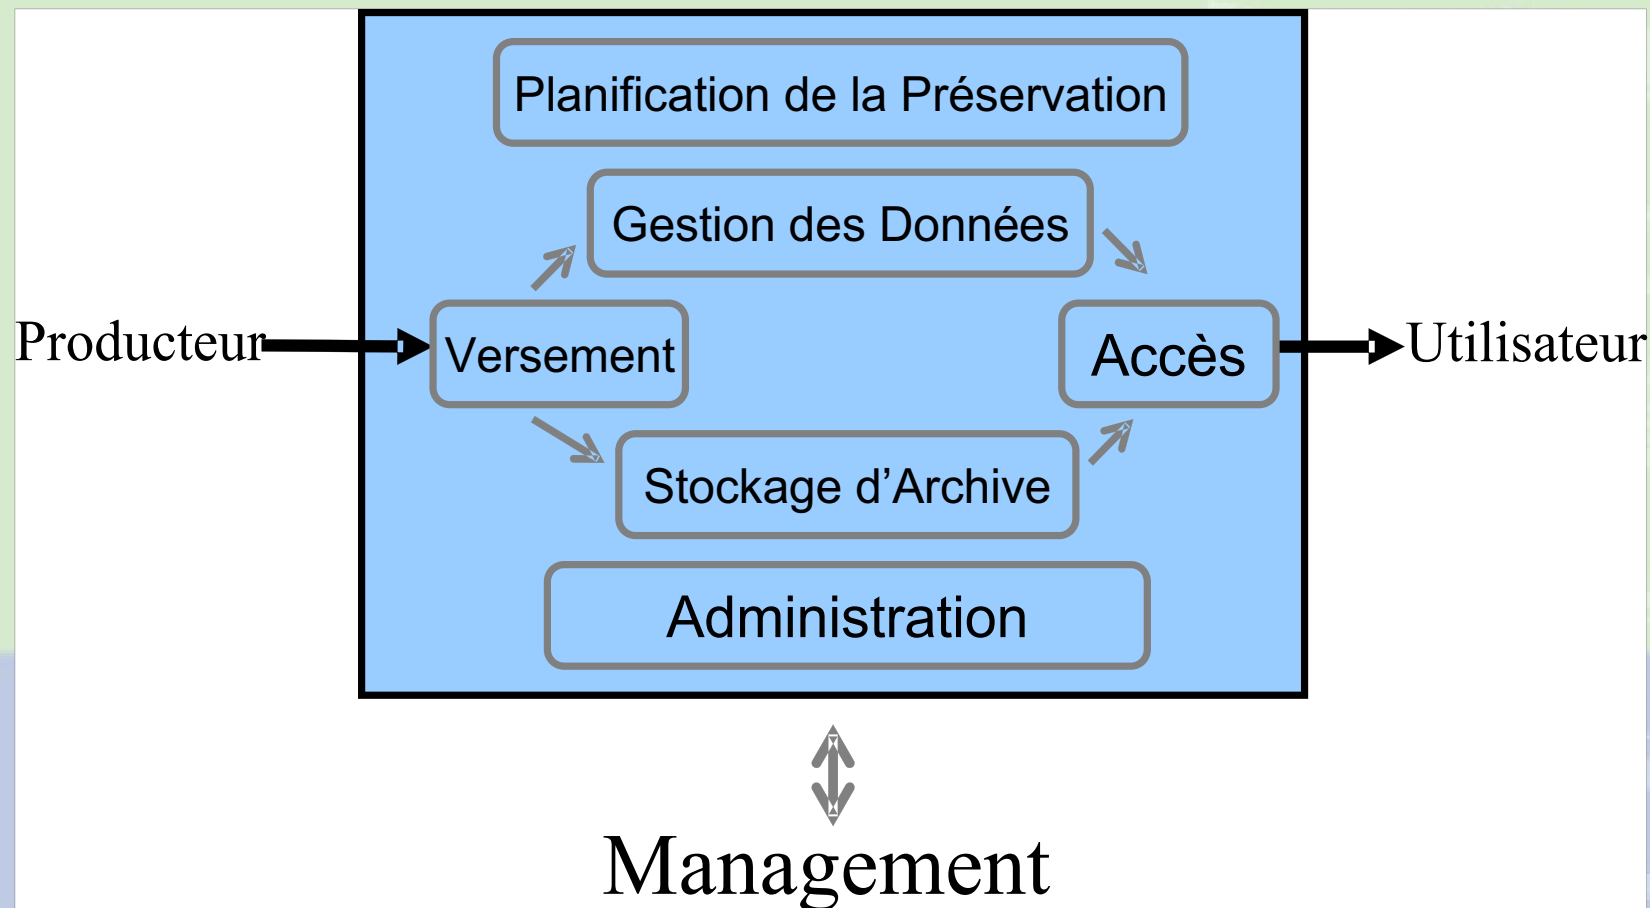 Planification de la Préservation
Gestion des Données
Producteur
Versement
Accès
Utilisateur
Stockage d’Archive
Administration
Management